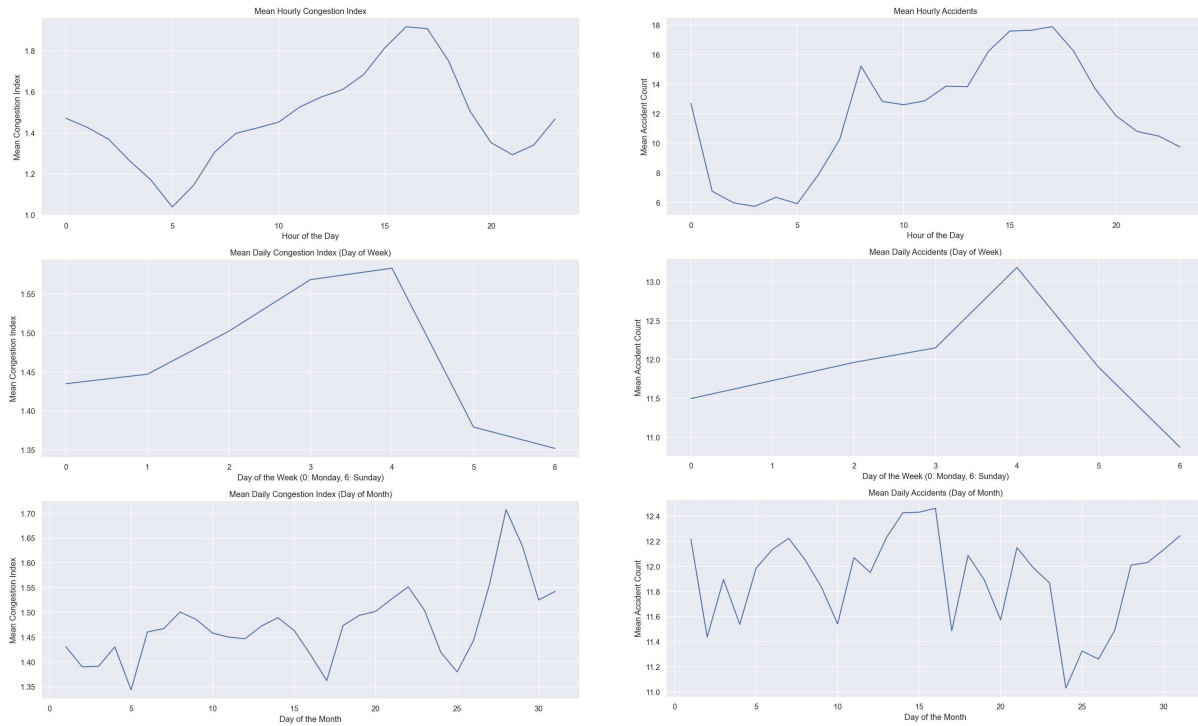 Mean Hourly Congestion Index
Mean Congestion Index
1.8
1.6
1.4
1.2
1.0
0 5 10 15 20
Hour of the Day
Mean Hourly Accidents
Mean Accident Count
18
16
14
12
10
8
6
0 5 10 15 20
Hour of the Day
Mean Daily Congestion Index (Day of Week)
Mean Congestion Index
1.55
1.50
1.45
1.40
1.35
0 1 2 3 4 5 6
Day of the Week (0: Monday, 6: Sunday)
Mean Daily Accidents (Day of Week)
Mean Accident Count
13.0
12.5
12.0
11.5
11.0
0 1 2 3 4 5 6
Day of the Week (0: Monday, 6: Sunday)
Mean Daily Congestion Index (Day of Month)
Mean Congestion Index
1.70
1.65
1.60
1.55
1.50
1.45
1.40
1.35
0 5 10 15 20 25 30
Day of the Month
Mean Daily Accidents (Day of Month)
Mean Accident Count
12.4
12.2
12.0
11.8
11.6
11.4
11.2
11.0
0 5 10 15 20 25 30
Day of the Month